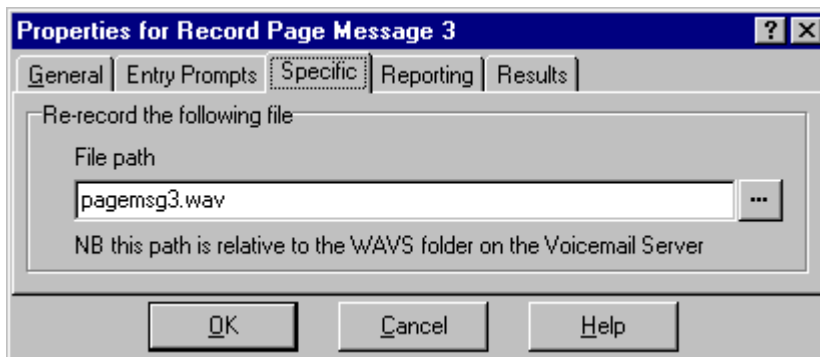 Properties for Record Page Message 3
General Entry Prompts Specific Reporting Results
Re-record the following file
File path
pagemsg3.wav ...
NB this path is relative to the WAVS folder on the Voicemail Server
OK Cancel Help